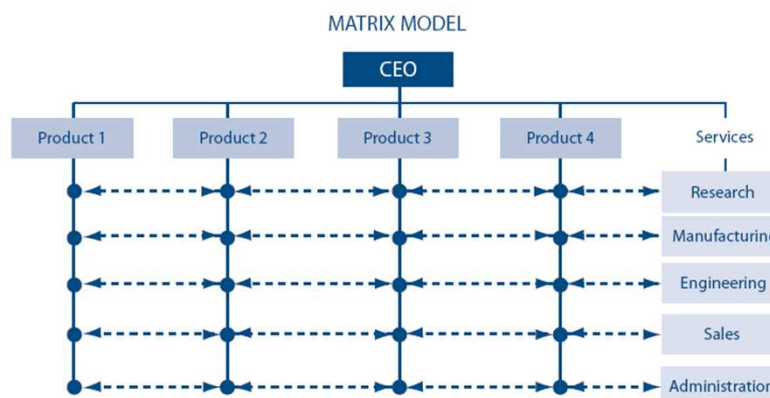 MATRIX MODEL
CEO
Product 1
Product 2
Product 3
Product 4
Services
Research
Manufacturing
Engineering
Sales
Administration